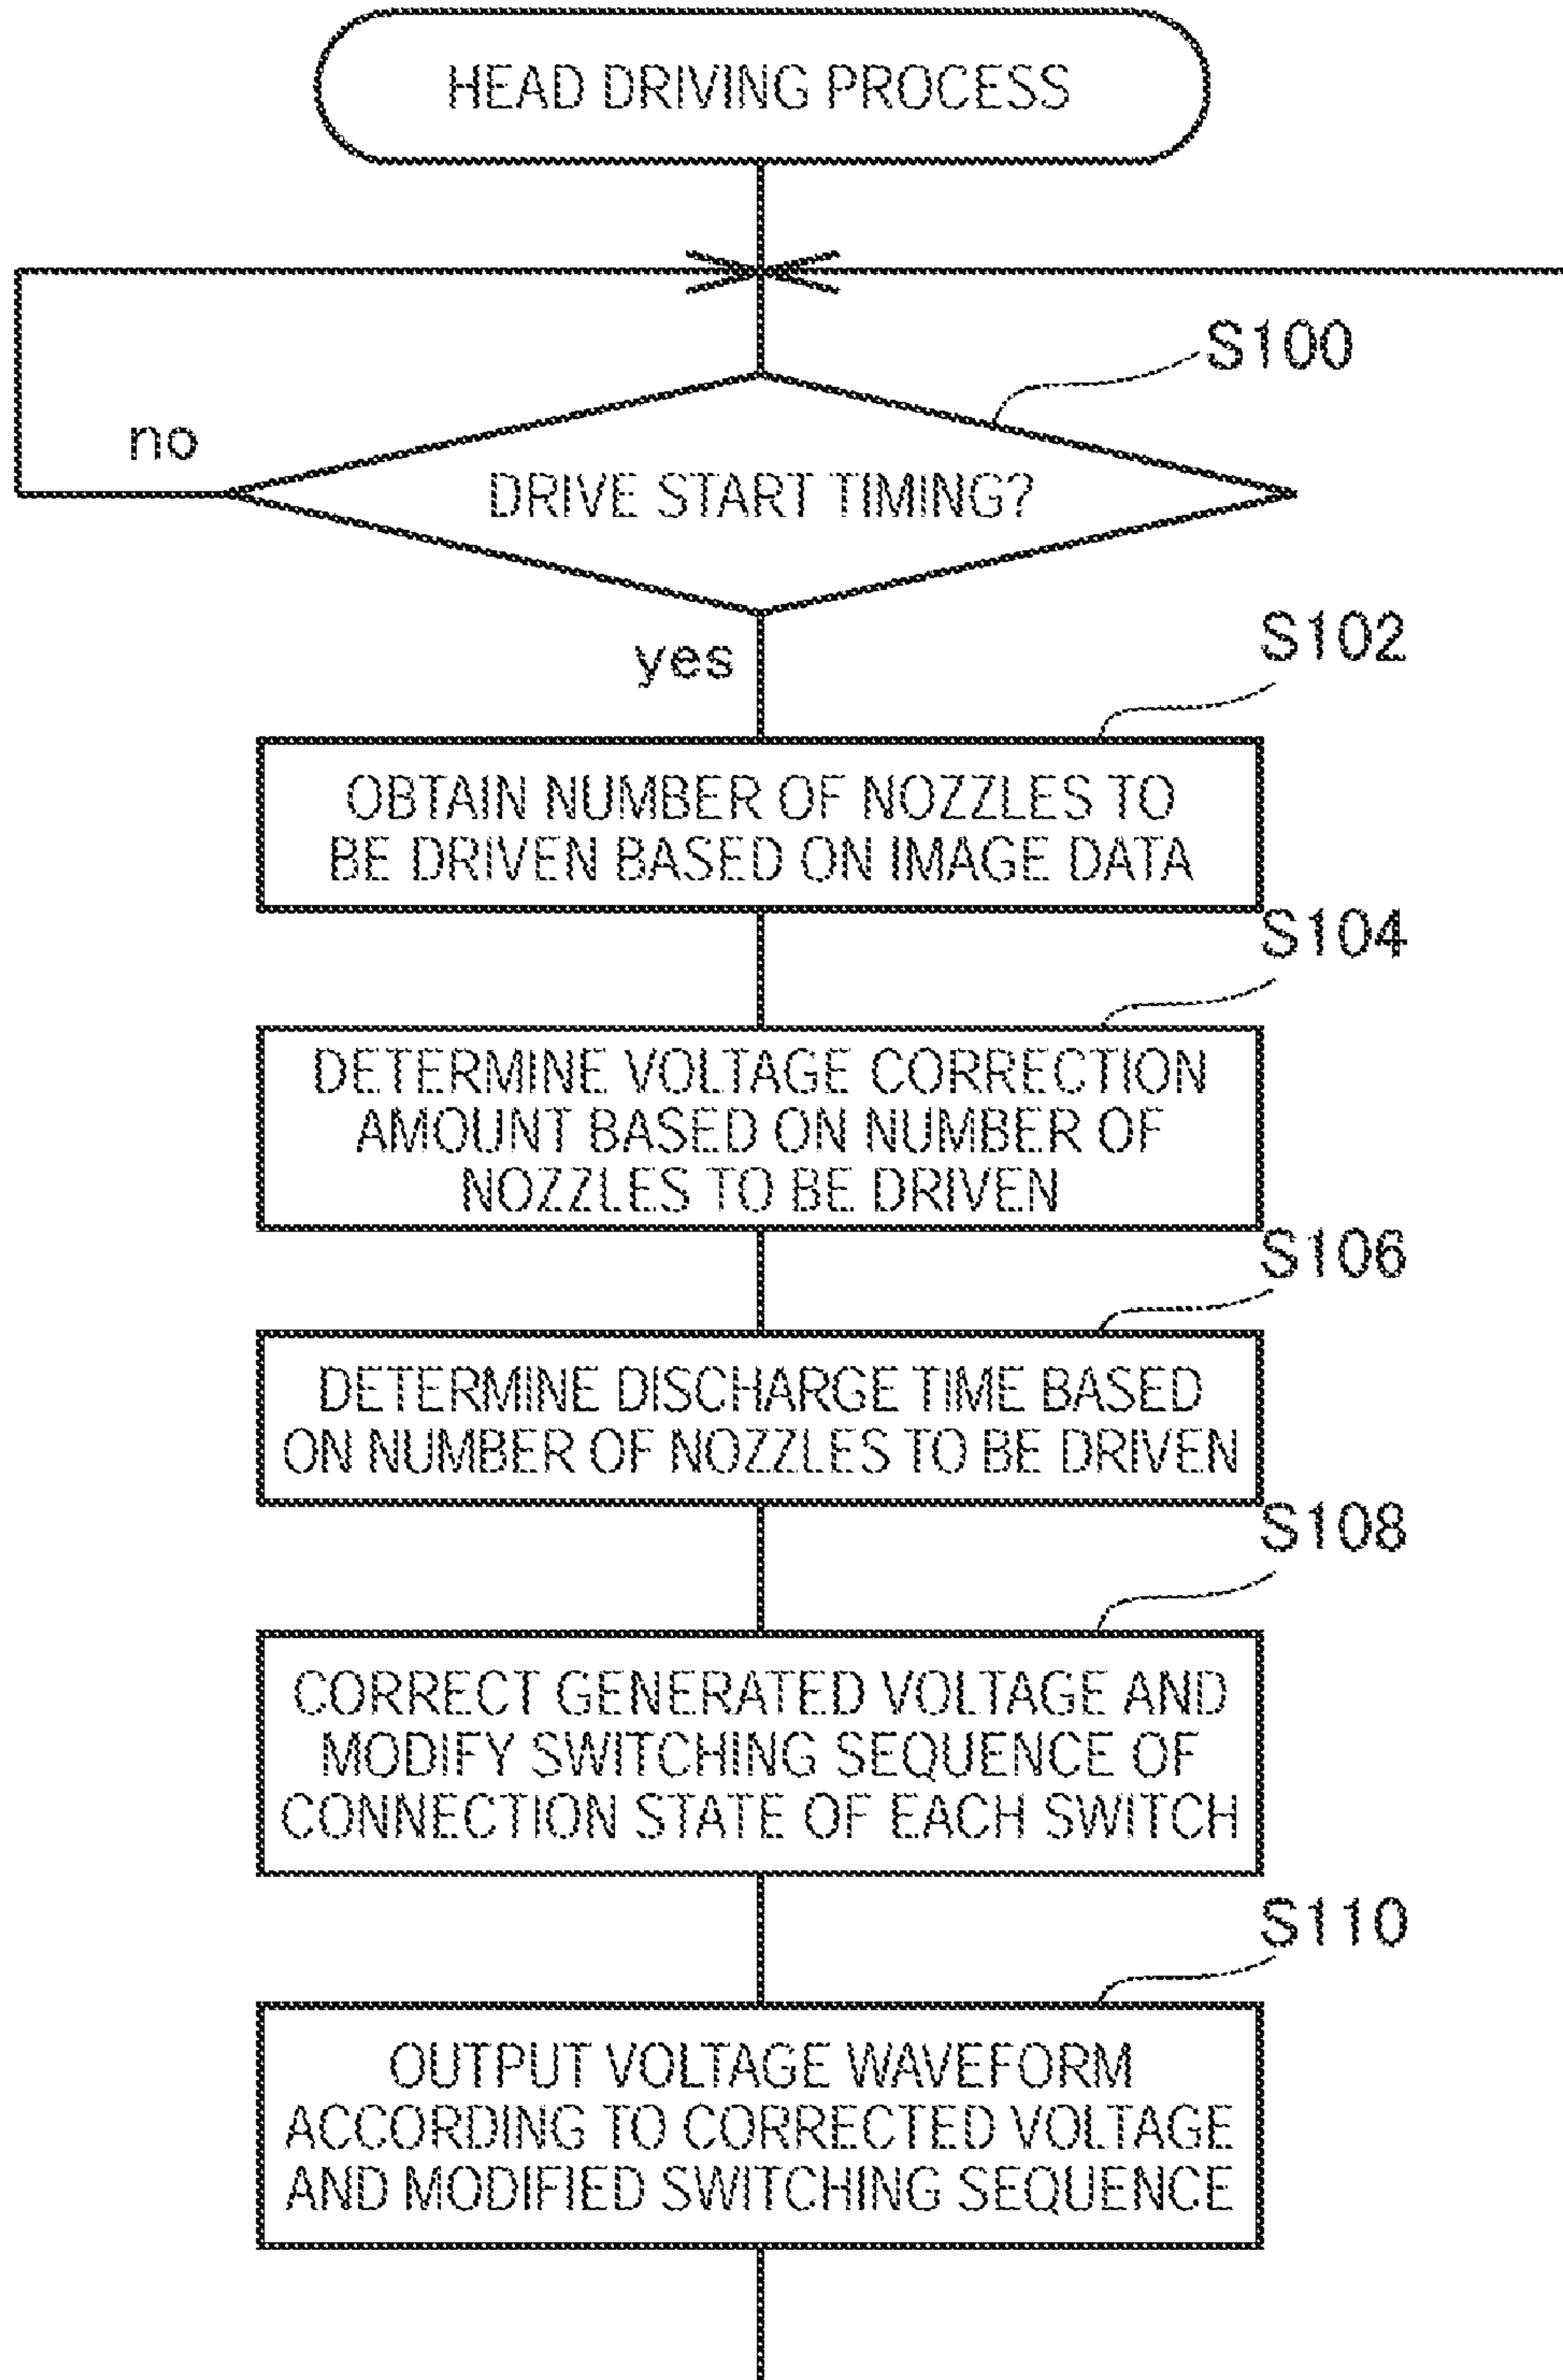 HEAD DRIVING PROCESS
S100
no
DRIVE START TIMING?
yes
S102
OBTAIN NUMBER OF NOZZLES TO
BE DRIVEN BASED ON IMAGE DATA
S104
DETERMINE VOLTAGE CORRECTION
AMOUNT BASED ON NUMBER OF
NOZZLES TO BE DRIVEN
S106
DETERMINE DISCHARGE TIME BASED
ON NUMBER OF NOZZLES TO BE DRIVEN
S108
CORRECT GENERATED VOLTAGE AND
MODIFY SWITCHING SEQUENCE OF
CONNECTION STATE OF EACH SWITCH
S110
OUTPUT VOLTAGE WAVEFORM
ACCORDING TO CORRECTED VOLTAGE
AND MODIFIED SWITCHING SEQUENCE